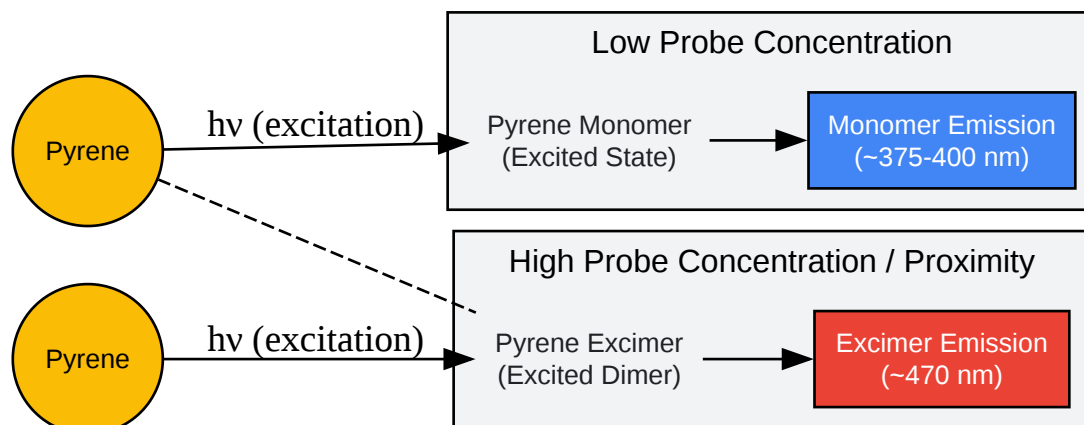 Low Probe Concentration
Pyrene
hν (excitation)
Pyrene Monomer
(Excited State)
Monomer Emission
(~375-400 nm)
High Probe Concentration / Proximity
Pyrene
hν (excitation)
Pyrene Excimer
(Excited Dimer)
Excimer Emission
(~470 nm)